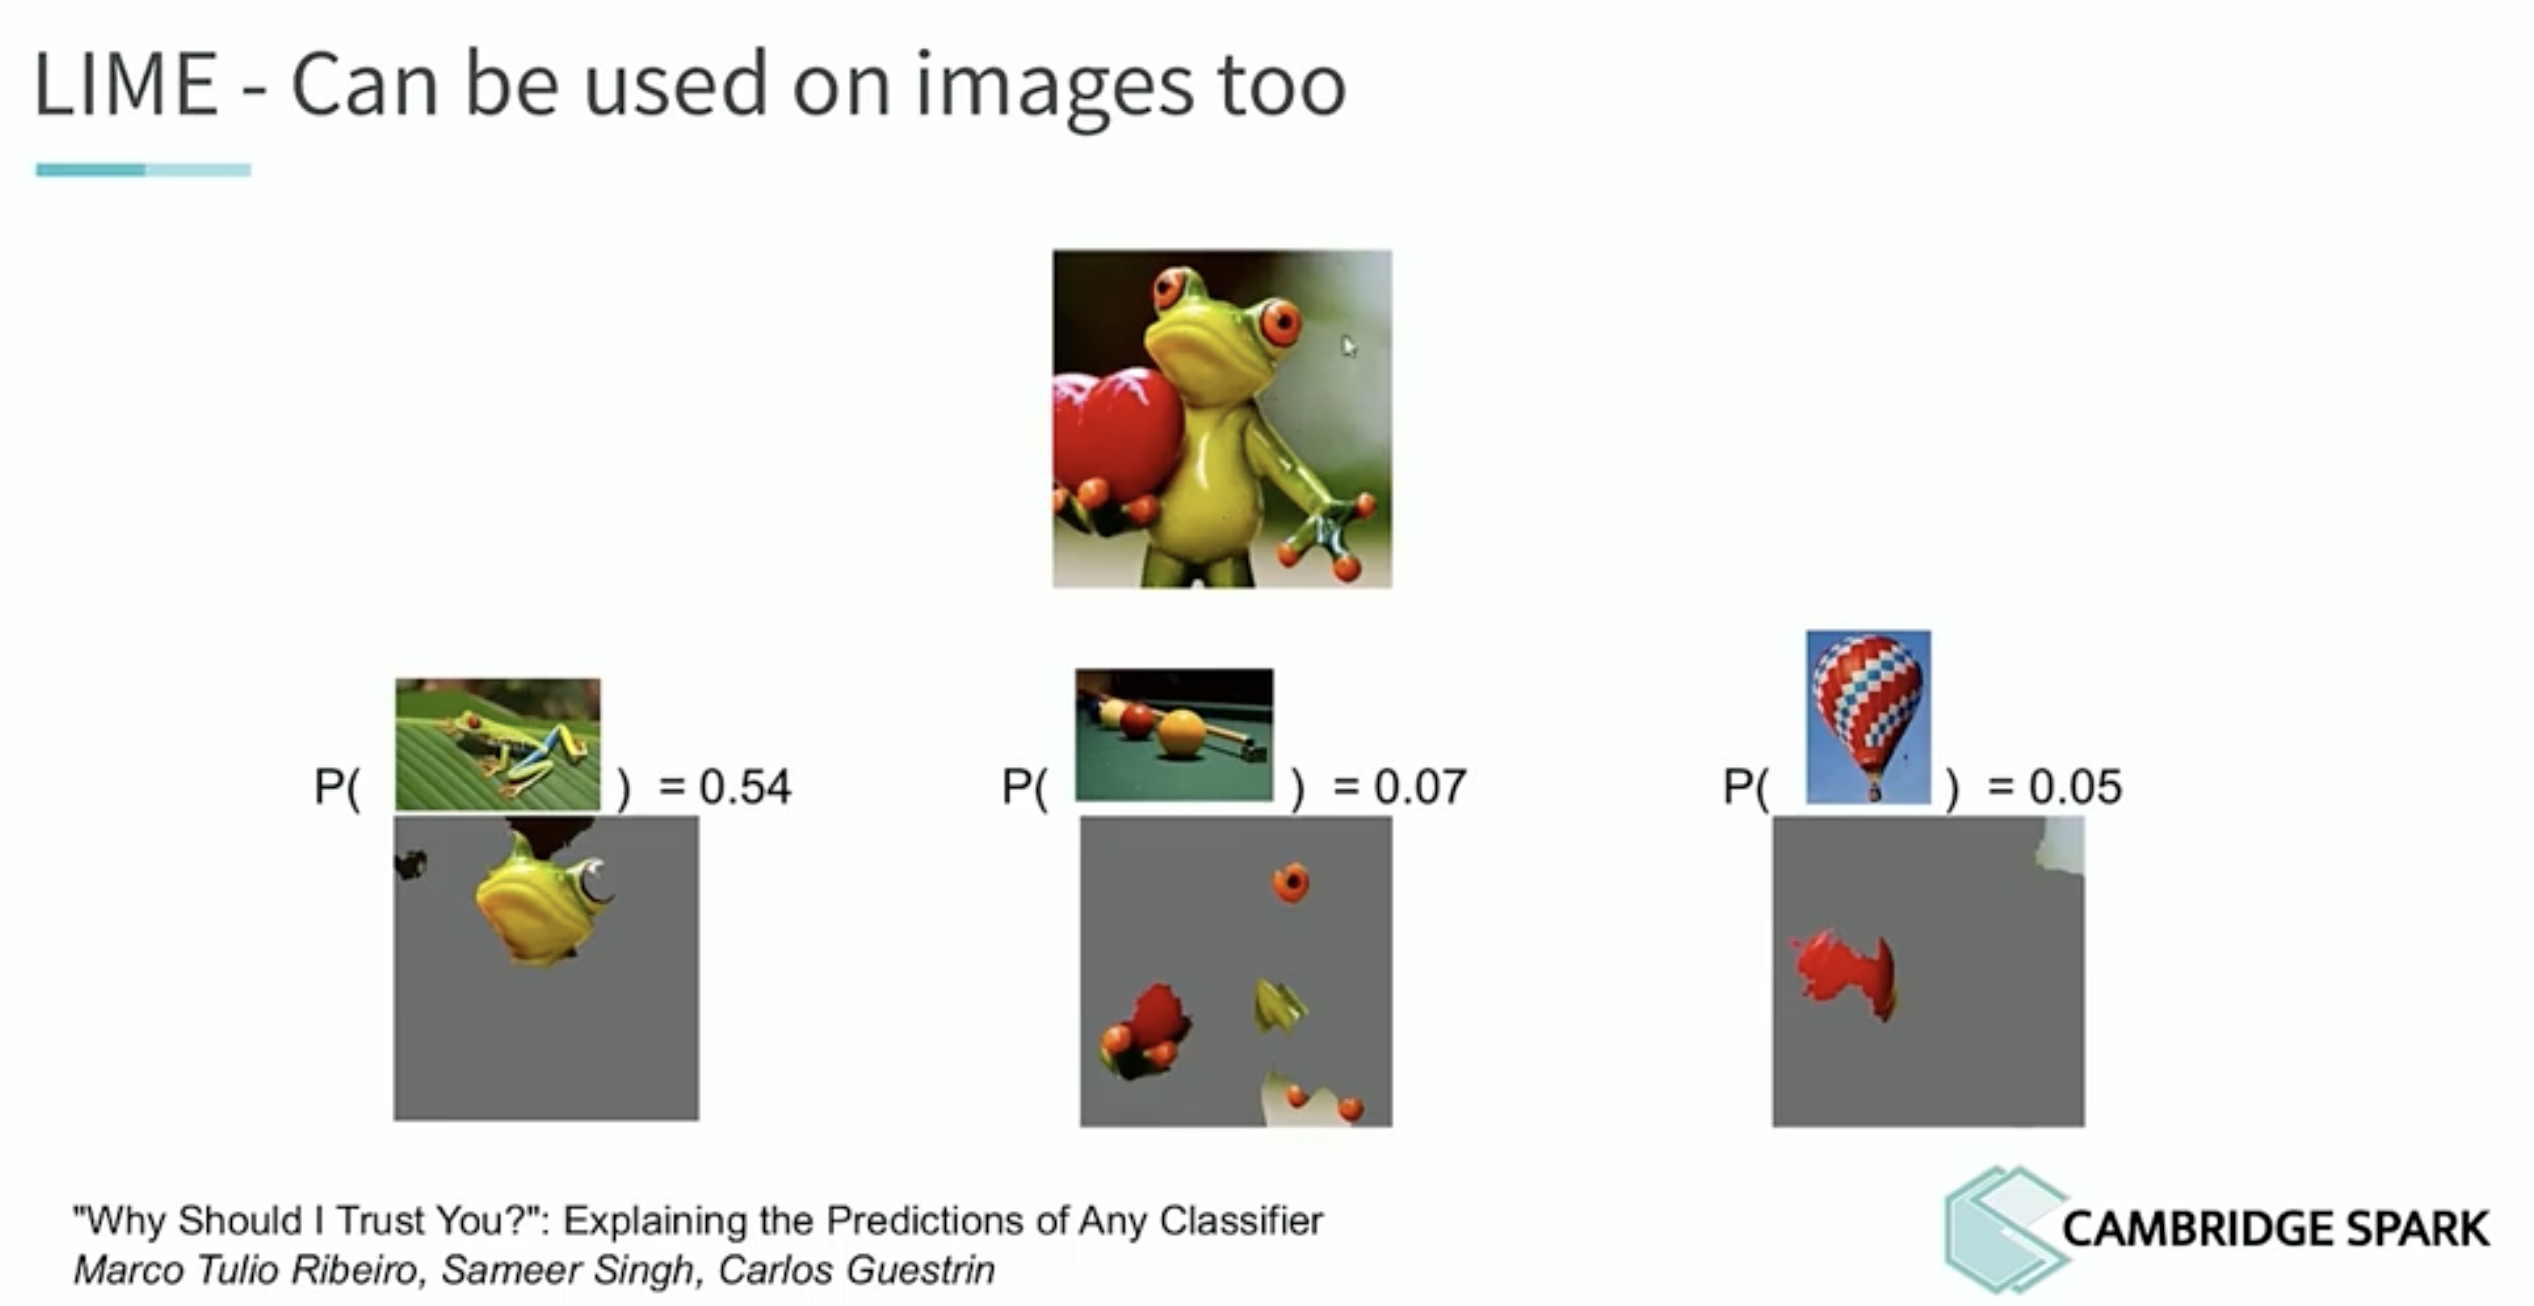 LIME - Can be used on images too
P( ) = 0.54
P( ) = 0.07
P( ) = 0.05
"Why Should I Trust You?": Explaining the Predictions of Any Classifier
Marco Tulio Ribeiro, Sameer Singh, Carlos Guestrin
CAMBRIDGE SPARK